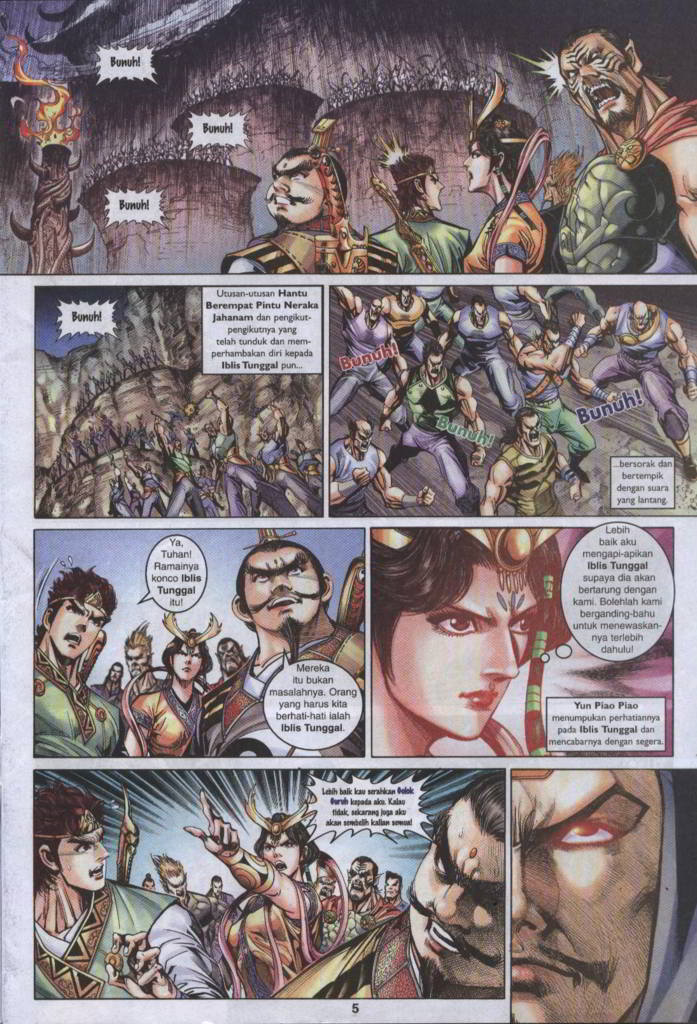 Bunuh!
Bunuh!
Bunuh!
Bunuh!
Utusan-utusan Hantu
Berempat Pintu Neraka
Jahanam dan pengikut-
pengikutnya yang
telah tunduk dan mem-
perhambakan diri kepada
Iblis Tunggal pun...
Bunuh!
Bunuh!
Bunuh!
...bersorak dan
bertempik
dengan suara
yang lantang.
Ya,
Tuhan!
Ramainya
konco Iblis
Tunggal
itu!
Mereka
itu bukan
masalahnya. Orang
yang harus kita
berhati-hati ialah
Iblis Tunggal.
Lebih
baik aku
mengapi-apikan
Iblis Tunggal
supaya dia akan
bertarung dengan
kami. Bolehlah kami
berganding-bahu
untuk menewaskan-
nya terlebih
dahulu!
Yun Piao Piao
menumpukan perhatiannya
pada Iblis Tunggal dan
mencabarnya dengan segera.
Lebih baik kau serahkan Golok
Guruh kepada aku. Kalau
tidak, sekarang juga aku
akan sembelih kalian semua!
5